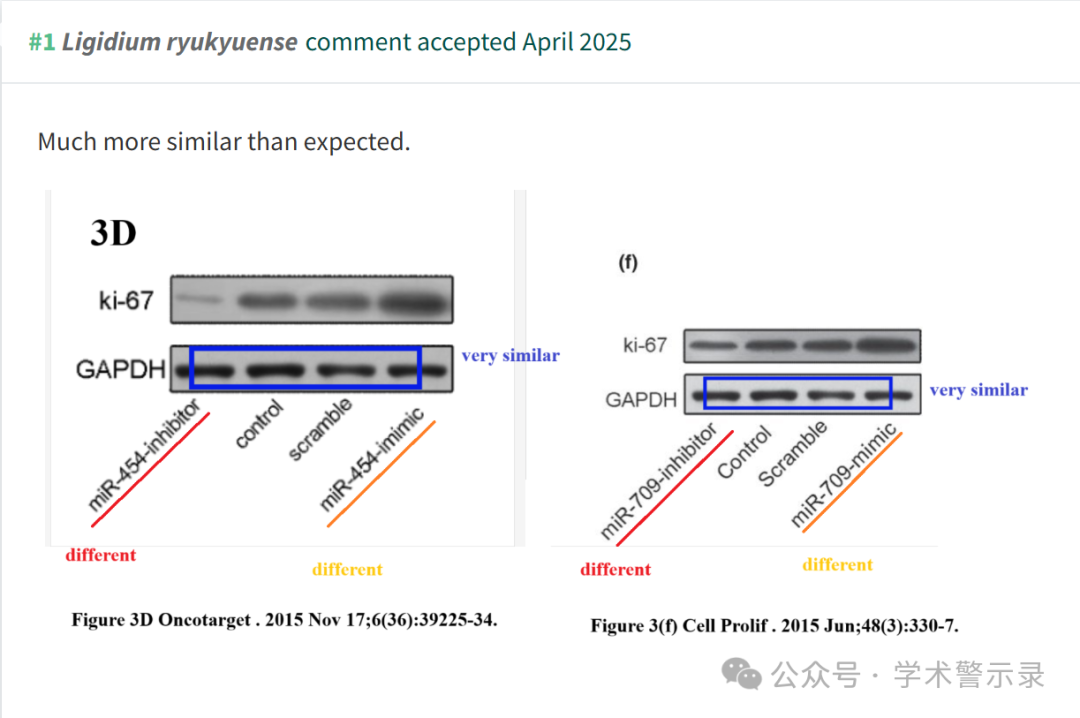 #1 Ligidium ryukyuense comment accepted April 2025
Much more similar than expected.
3D
ki-67
GAPDH
very similar
miR-454-inhibitor
control
scramble
miR-454-imimic
different
different
Figure 3D Oncotarget . 2015 Nov 17;6(36):39225-34.
(f)
ki-67
GAPDH
very similar
miR-709-inhibitor
Control
Scramble
miR-709-mimic
different
different
Figure 3(f) Cell Prolif . 2015 Jun;48(3):330-7.
公众号 · 学术警示录